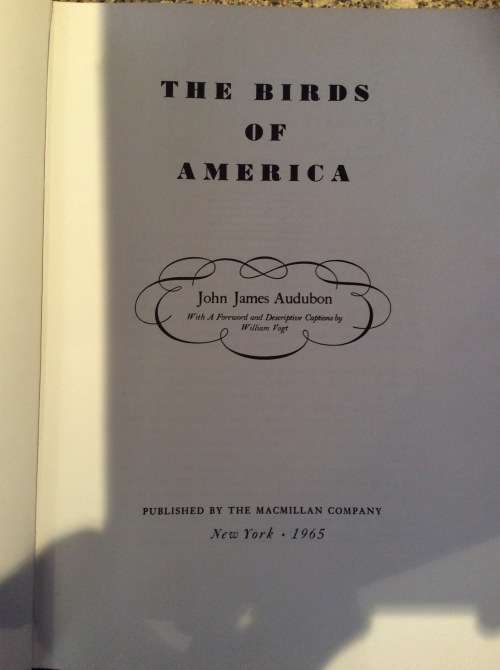 THE BIRDS
OF
AMERICA
John James Audubon
With A Foreword and Descriptive Captions by
William Vogt
PUBLISHED BY THE MACMILLAN COMPANY
New York · 1965